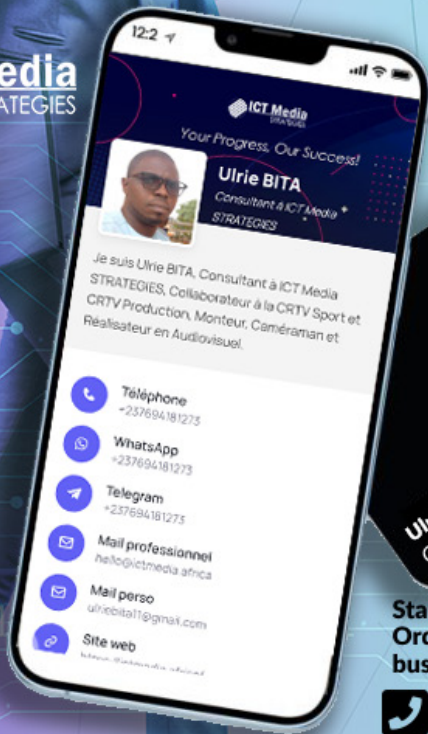 edia
ATEGIES
12:2
ICT Media
STRATEGIES
Your Progress, Our Success!
Ulrie BITA
Consultant à ICT Media
STRATEGIES
Je suis Ulrie BITA, Consultant à ICT Media
STRATEGIES, Collaborateur à la CRTV Sport et
CRTV Production, Monteur, Caméraman et
Réalisateur en Audiovisuel.
Téléphone
+237694181273
WhatsApp
+237694181273
Telegram
+237694181273
Mail professionnel
hello@ictmedia.africa
Mail perso
ulriebita11@gmail.com
Site web
Ul
Sta
Ord
bus